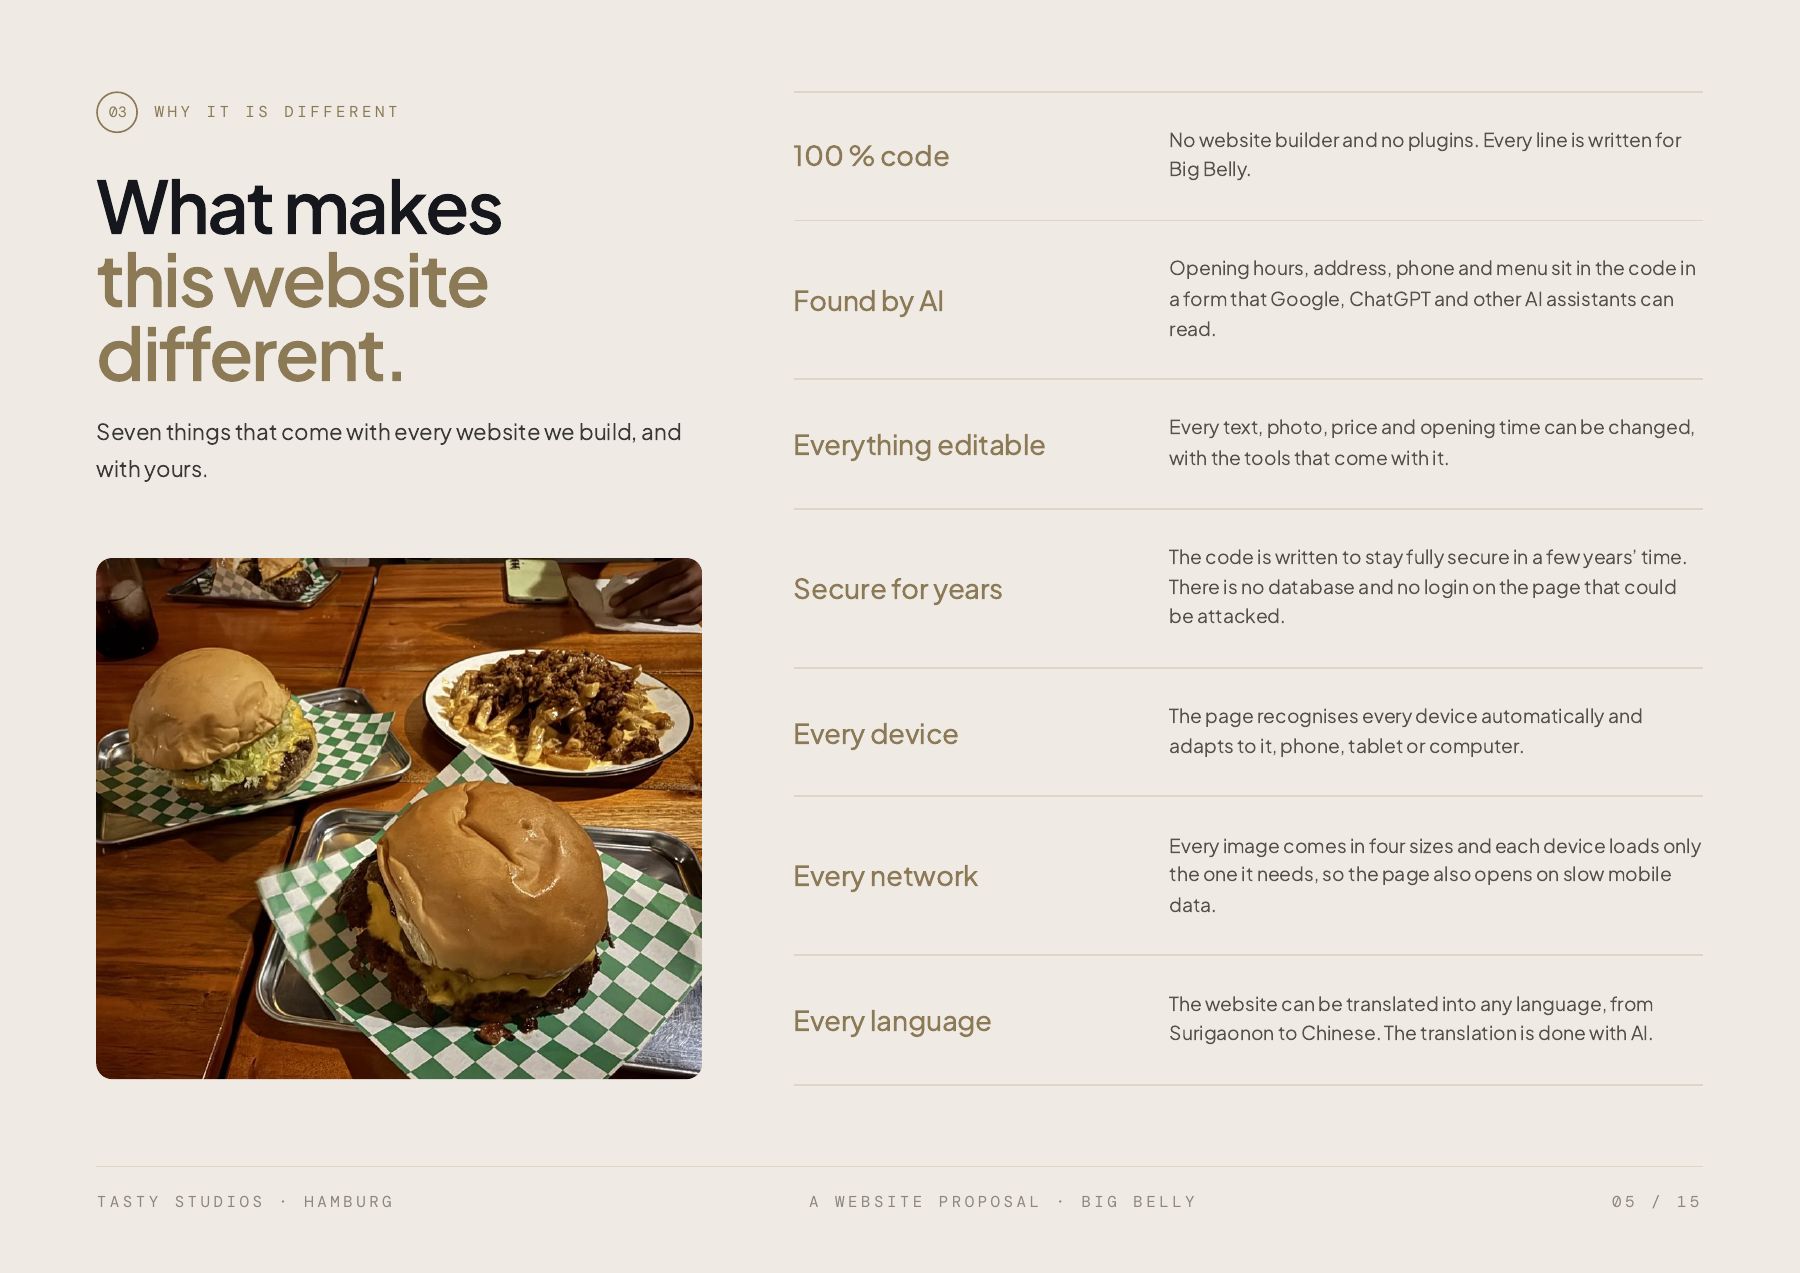 03 WHY IT IS DIFFERENT
What makes
this website
different.
Seven things that come with every website we build, and
with yours.
100 % code
No website builder and no plugins. Every line is written for
Big Belly.
Found by AI
Opening hours, address, phone and menu sit in the code in
a form that Google, ChatGPT and other AI assistants can
read.
Everything editable
Every text, photo, price and opening time can be changed,
with the tools that come with it.
Secure for years
The code is written to stay fully secure in a few years’ time.
There is no database and no login on the page that could
be attacked.
Every device
The page recognises every device automatically and
adapts to it, phone, tablet or computer.
Every network
Every image comes in four sizes and each device loads only
the one it needs, so the page also opens on slow mobile
data.
Every language
The website can be translated into any language, from
Surigaonon to Chinese. The translation is done with AI.
TASTY STUDIOS · HAMBURG
A WEBSITE PROPOSAL · BIG BELLY
05 / 15